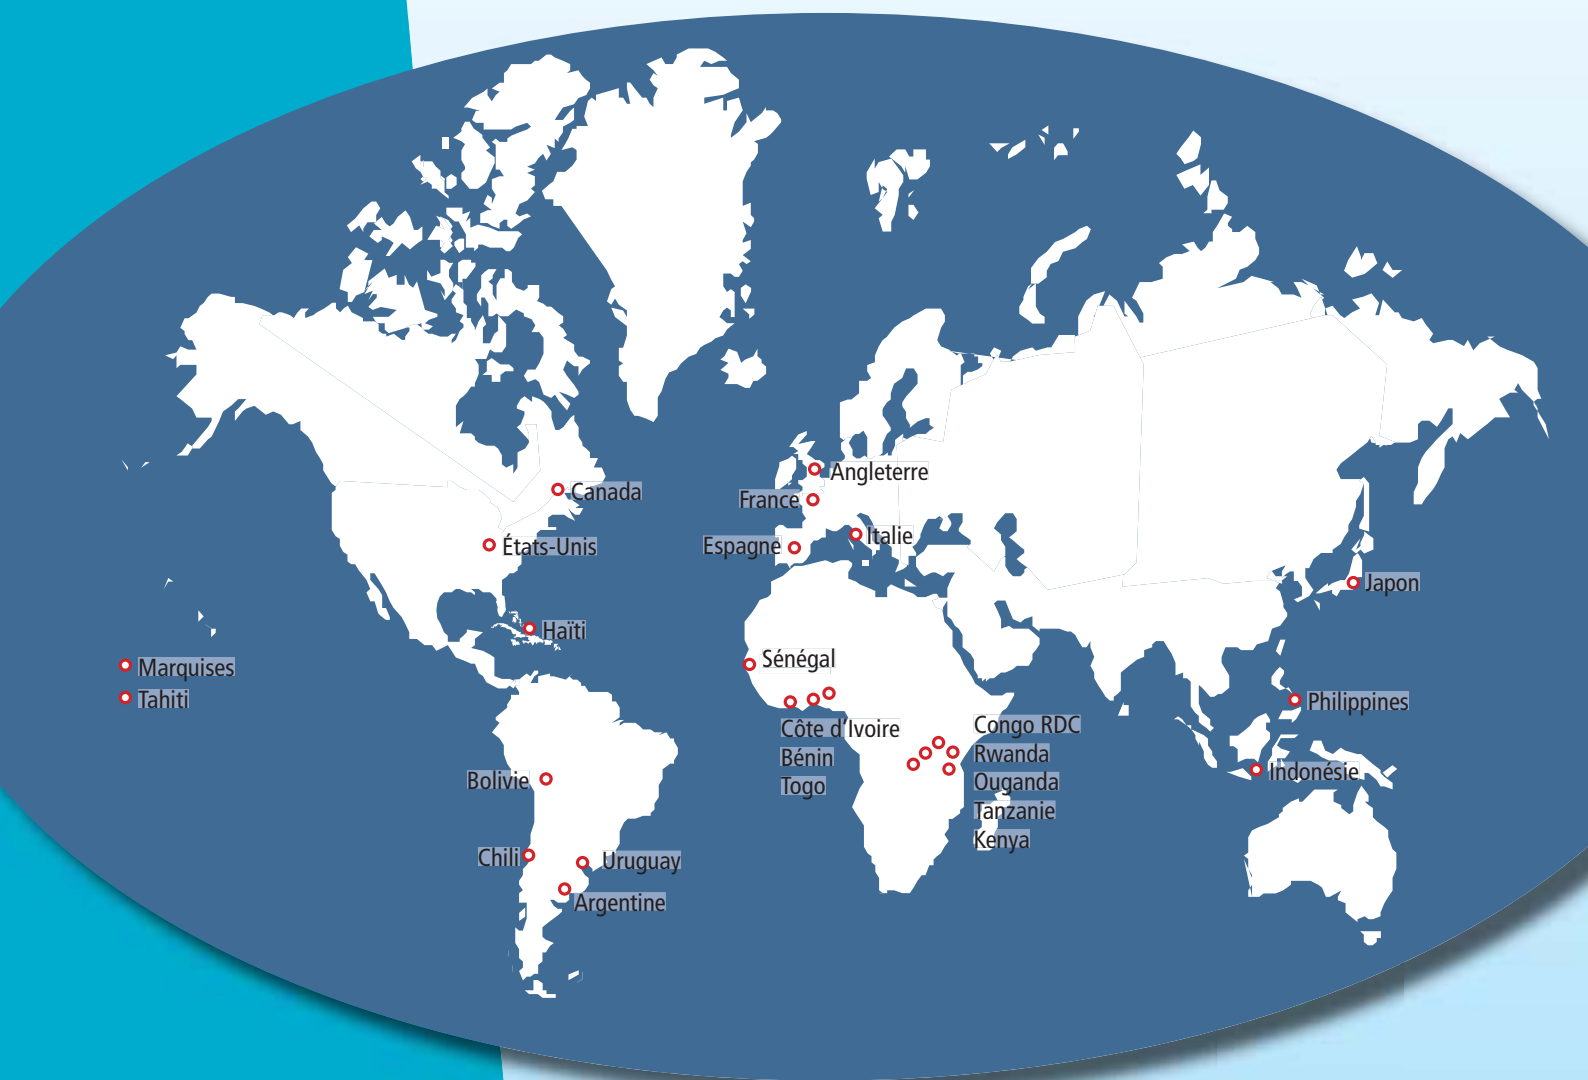 Angleterre
Canada
France
Italie
Espagne
États-Unis
Japon
Haïti
Sénégal
Marquises
Tahiti
Philippines
Côte d'Ivoire
Bénin
Togo
Congo RDC
Rwanda
Ouganda
Tanzanie
Kenya
Indonésie
Bolivie
Chili
Uruguay
Argentine